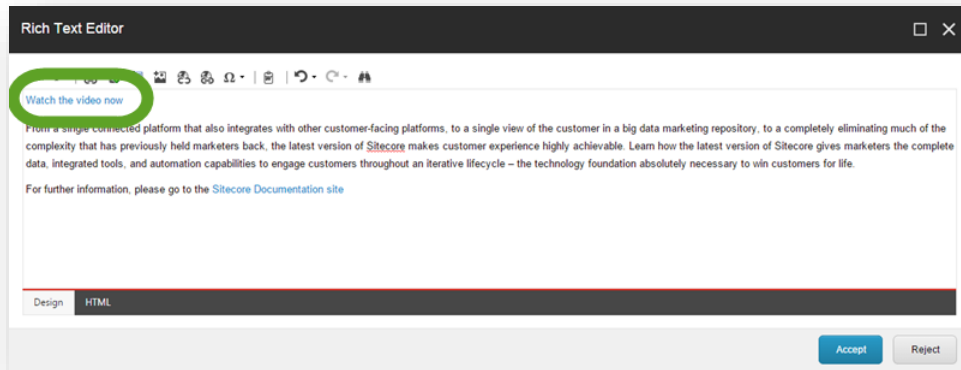 Rich Text Editor
Ω
Watch the video now
From a single connected platform that also integrates with other customer-facing platforms, to a single view of the customer in a big data marketing repository, to a completely eliminating much of the
complexity that has previously held marketers back, the latest version of Sitecore makes customer experience highly achievable. Learn how the latest version of Sitecore gives marketers the complete
data, integrated tools, and automation capabilities to engage customers throughout an iterative lifecycle – the technology foundation absolutely necessary to win customers for life.
For further information, please go to the Sitecore Documentation site
Design HTML
Accept Reject